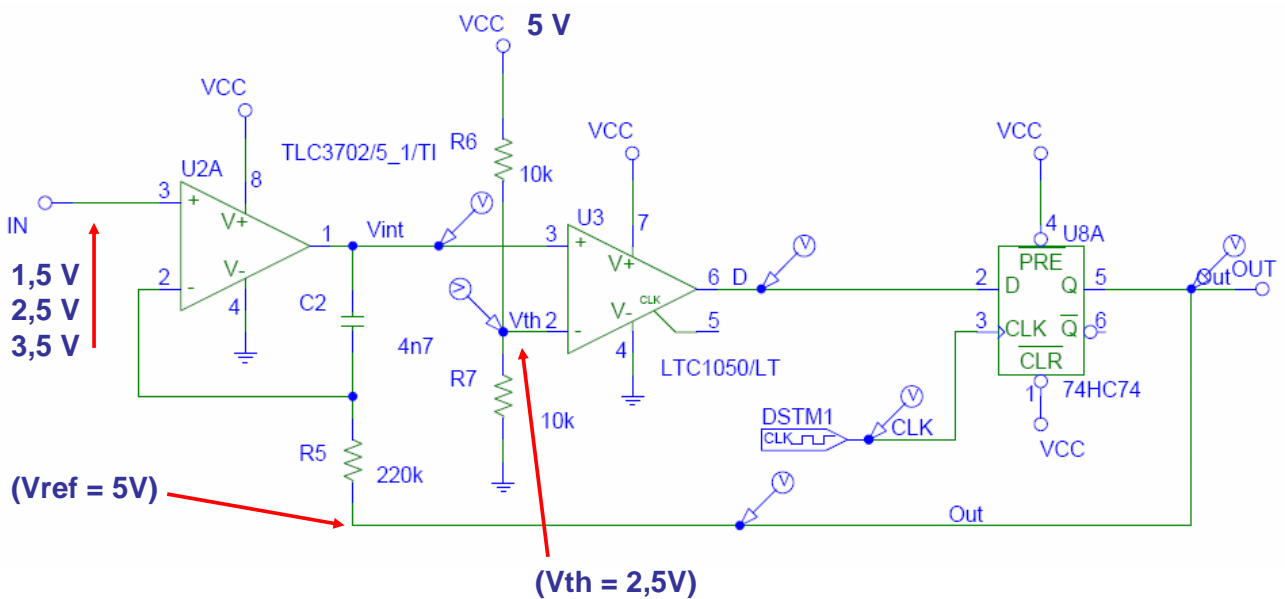 VCC 5 V
VCC
R6
10k
TLC3702/5_1/TI
U2A
8
3
+
V+
1
Vint
V-
2
-
4
IN
1,5 V
2,5 V
3,5 V
C2
4n7
VCC
U3
7
3
+
V+
6
D
V-
CLK
5
Vth
2
-
4
LTC1050/LT
R7
10k
VCC
4
U8A
PRE
2
D
Q
5
Out
OUT
3
CLK
Q
6
CLR
1
74HC74
VCC
DSTM1
CLK
CLK
R5
220k
(Vref = 5V)
Out
(Vth = 2,5V)
V
V
V
V
V
V